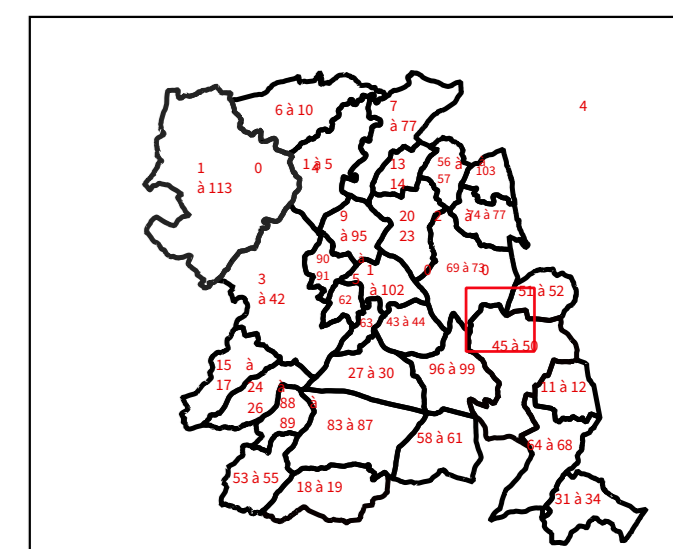 7
4
6 à 10
à 77
1 0
1 à 5
4
13
14
56 à
57
9
103
à 113
9
à 95
20
23
2 à
74 à 77
90 à
91
5
1
à 102
0
69 à 73
0
3
à 42
62
51 à 52
63
43 à 44
45 à 50
15 à
17
24 à
26
27 à 30
96 à 99
11 à 12
88 à
89
83 à 87
58 à 61
64 à 68
53 à 55
18 à 19
31 à 34